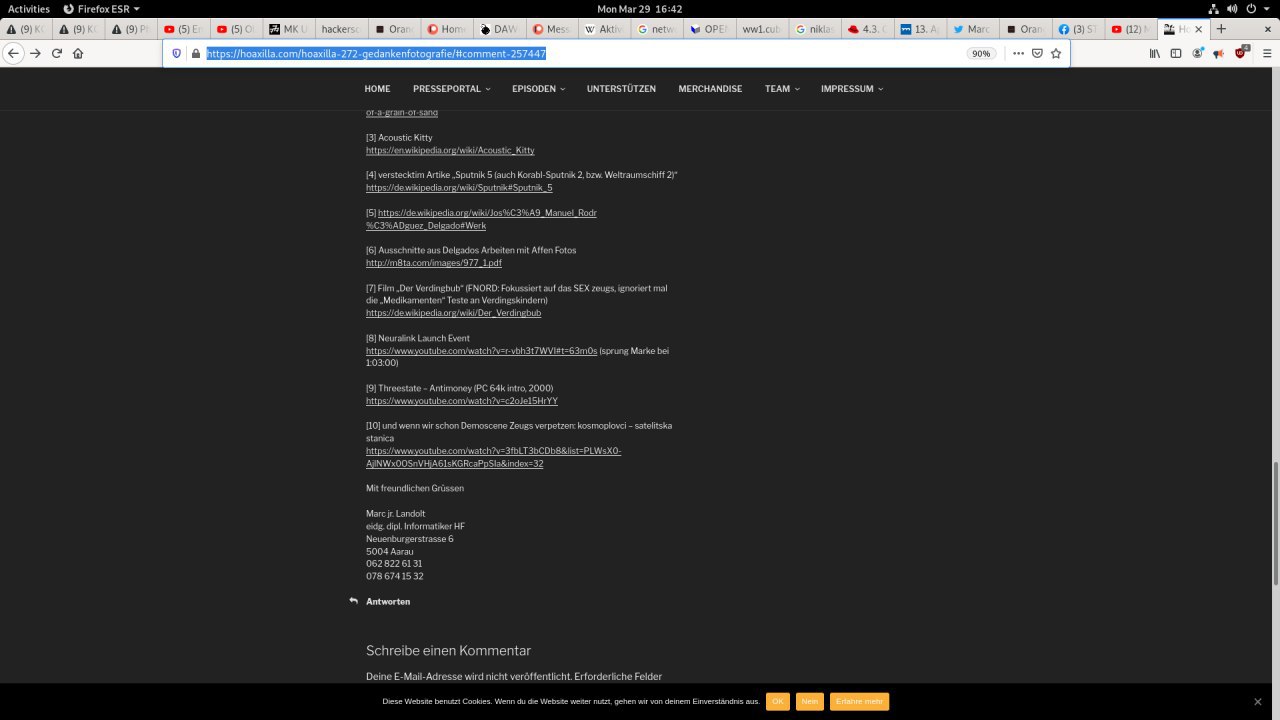 Activities
Firefox ESR
Mon Mar 29 16:42
(9) K
(9) Ki
(9) Ph
(5) En
(5) Ol
MK U
hackersc
Orano
Hom
DAW
Mess
Aktiv
netw
OPEN
ww1.cub
niklas
4.3. C
13. A
Marc
Orano
(3) ST
(12) M
Ho
https://hoaxilla.com/hoaxilla-272-gedankenfotografie/#comment-257447
90%
HOME
PRESSEPORTAL
EPISODEN
UNTERSTÜTZEN
MERCHANDISE
TEAM
IMPRESSUM
of-a-grain-of-sand
[3] Acoustic Kitty
https://en.wikipedia.org/wiki/Acoustic_Kitty
[4] verstecktim Artike „Sputnik 5 (auch Korabl-Sputnik 2, bzw. Weltraumschiff 2)“
https://de.wikipedia.org/wiki/Sputnik#Sputnik_5
[5] https://de.wikipedia.org/wiki/Jos%C3%A9_Manuel_Rodr
%C3%ADguez_Delgado#Werk
[6] Ausschnitte aus Delgados Arbeiten mit Affen Fotos
http://m8ta.com/images/977_1.pdf
[7] Film „Der Verdingbub“ (FNORD: Fokussiert auf das SEX zeugs, ignoriert mal
die „Medikamenten“ Teste an Verdingskindern)
https://de.wikipedia.org/wiki/Der_Verdingbub
[8] Neuralink Launch Event
https://www.youtube.com/watch?v=r-vbh3t7WVI#t=63m0s (sprung Marke bei
1:03:00)
[9] Threestate – Antimoney (PC 64k intro, 2000)
https://www.youtube.com/watch?v=c2oJe15HrYY
[10] und wenn wir schon Demoscene Zeugs verpetzen: kosmoplovci – satelitska
stanica
https://www.youtube.com/watch?v=3fbLT3bCDb8&list=PLWsX0-
AjlNWx0OSnVHjA61sKGRcaPpSIa&index=32
Mit freundlichen Grüssen
Marc jr. Landolt
eidg. dipl. Informatiker HF
Neuenburgerstrasse 6
5004 Aarau
062 822 61 31
078 674 15 32
Antworten
Schreibe einen Kommentar
Deine E-Mail-Adresse wird nicht veröffentlicht. Erforderliche Felder
Diese Website benutzt Cookies. Wenn du die Website weiter nutzt, gehen wir von deinem Einverständnis aus.
OK
Nein
Erfahre mehr